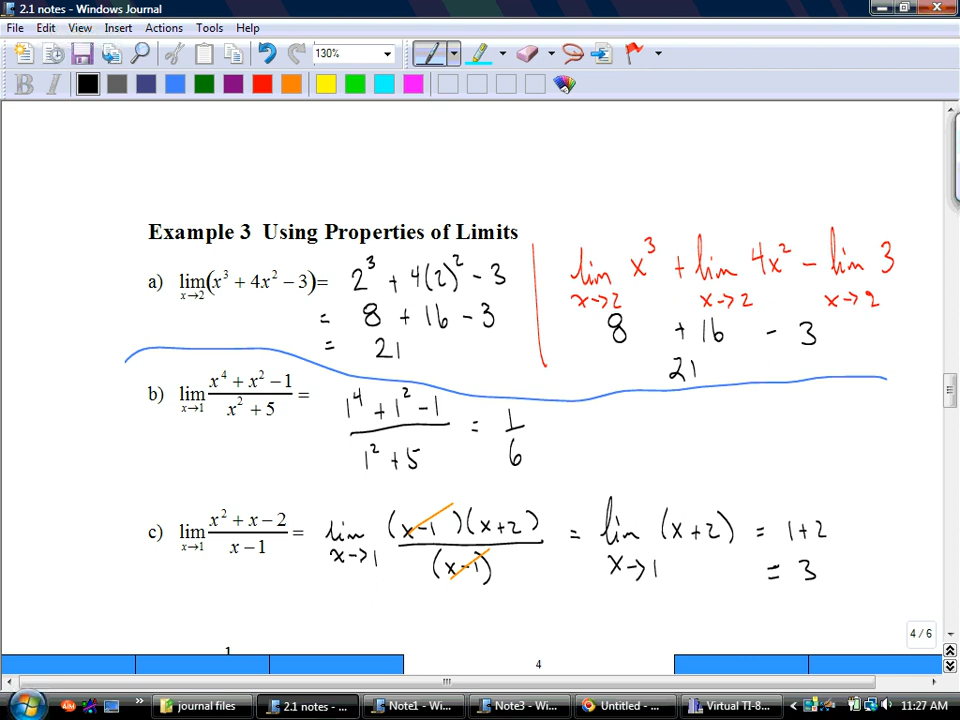 2.1 notes - Windows Journal
File Edit View Insert Actions Tools Help
130%
B I
Example 3 Using Properties of Limits
a) lim x→2 (x³ + 4x² − 3) = 2³ + 4(2)² − 3
= 8 + 16 − 3
= 21
lim x→2 x³ + lim x→2 4x² − lim x→2 3
8 + 16 − 3
21
b) lim x→1 (x⁴ + x² − 1)/(x² + 5) = (1⁴ + 1² − 1)/(1² + 5) = 1/6
c) lim x→1 (x² + x − 2)/(x − 1) = lim x→1 (x−1)(x+2)/(x−1) = lim x→1 (x+2) = 1+2
= 3
4 / 6
1
4
journal files 2.1 notes - ... Note1 - Wi... Note3 - Wi... Untitled - ... Virtual TI-8... 11:27 AM